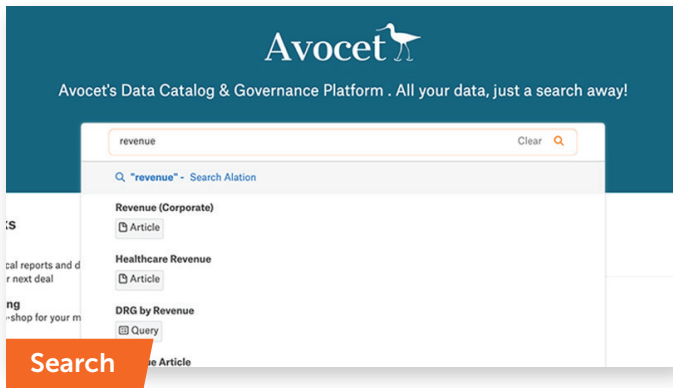 Avocet
Avocet's Data Catalog & Governance Platform . All your data, just a search away!
revenue Clear
"revenue" - Search Alation
Revenue (Corporate)
Article
Healthcare Revenue
Article
DRG by Revenue
Query
Article
cal reports and d
r next deal
ng
-shop for your m
Search